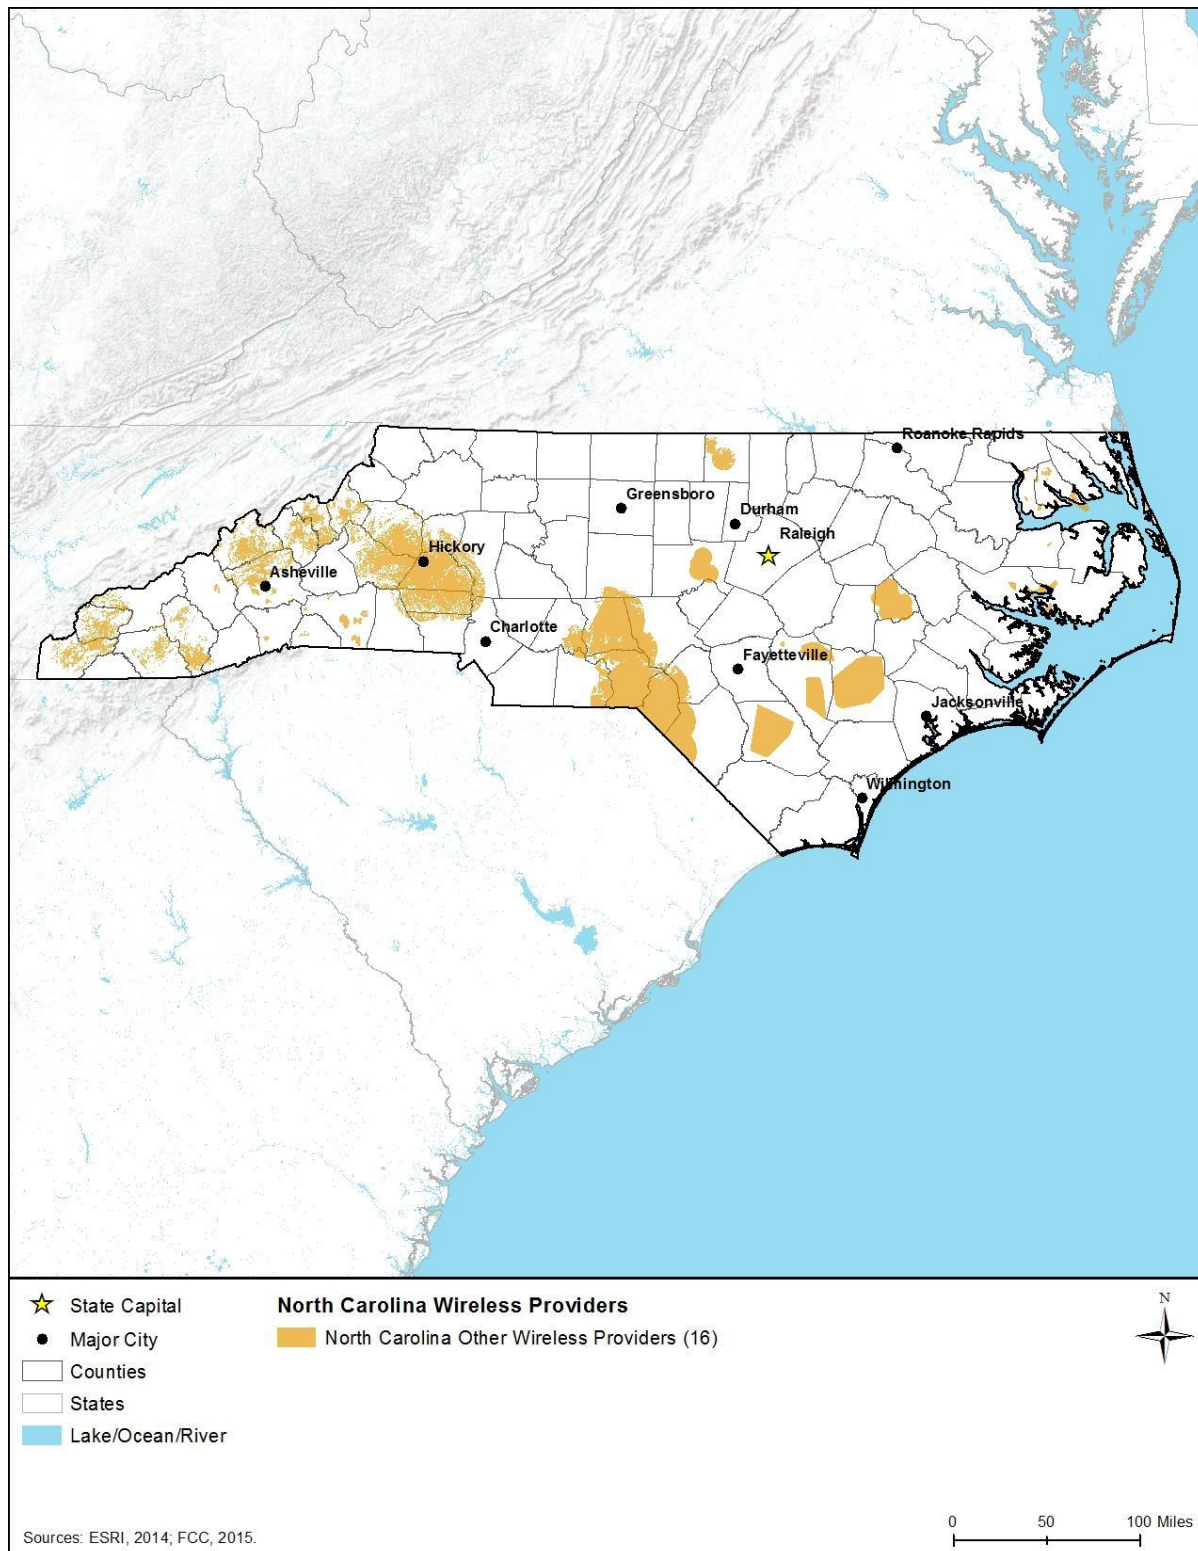 Roanoke Rapids
Greensboro
Durham
Raleigh
Hickory
Asheville
Charlotte
Fayetteville
Jacksonville
Wilmington
State Capital
Major City
Counties
States
Lake/Ocean/River
North Carolina Wireless Providers
North Carolina Other Wireless Providers (16)
N
Sources: ESRI, 2014; FCC, 2015.
0 50 100 Miles